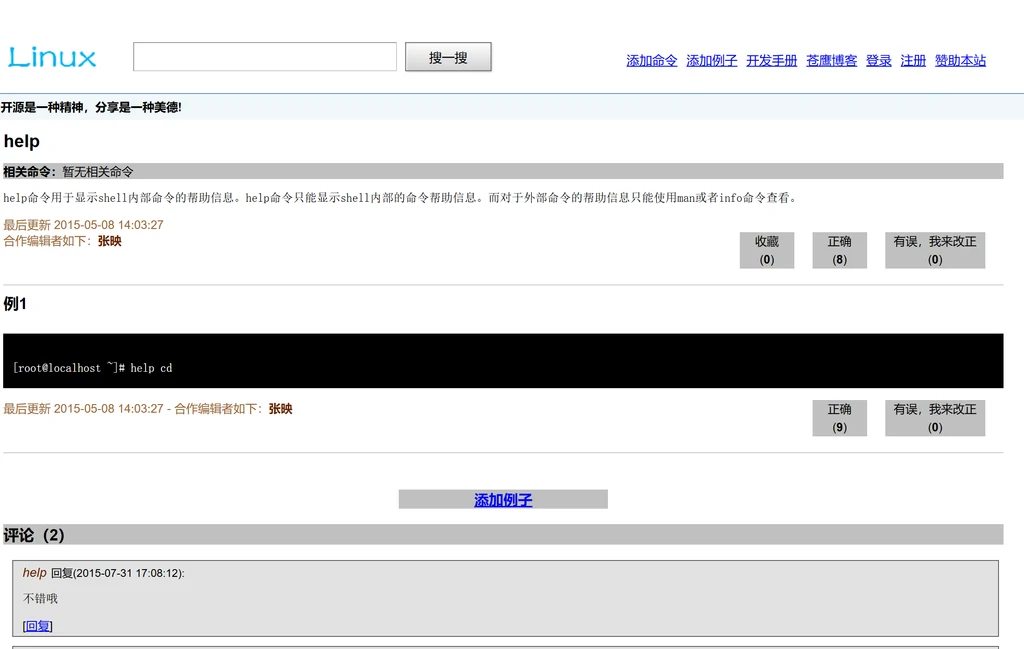 Linux
搜一搜
添加命令 添加例子 开发手册 苍鹰博客 登录 注册 赞助本站
开源是一种精神，分享是一种美德!
help
相关命令：暂无相关命令
help命令用于显示shell内部命令的帮助信息。help命令只能显示shell内部的命令帮助信息。而对于外部命令的帮助信息只能使用man或者info命令查看。
最后更新 2015-05-08 14:03:27
合作编辑者如下：张映
收藏
(0)
正确
(8)
有误，我来改正
(0)
例1
[root@localhost ~]# help cd
最后更新 2015-05-08 14:03:27 - 合作编辑者如下：张映
正确
(9)
有误，我来改正
(0)
添加例子
评论（2）
help 回复(2015-07-31 17:08:12):
不错哦
[回复]